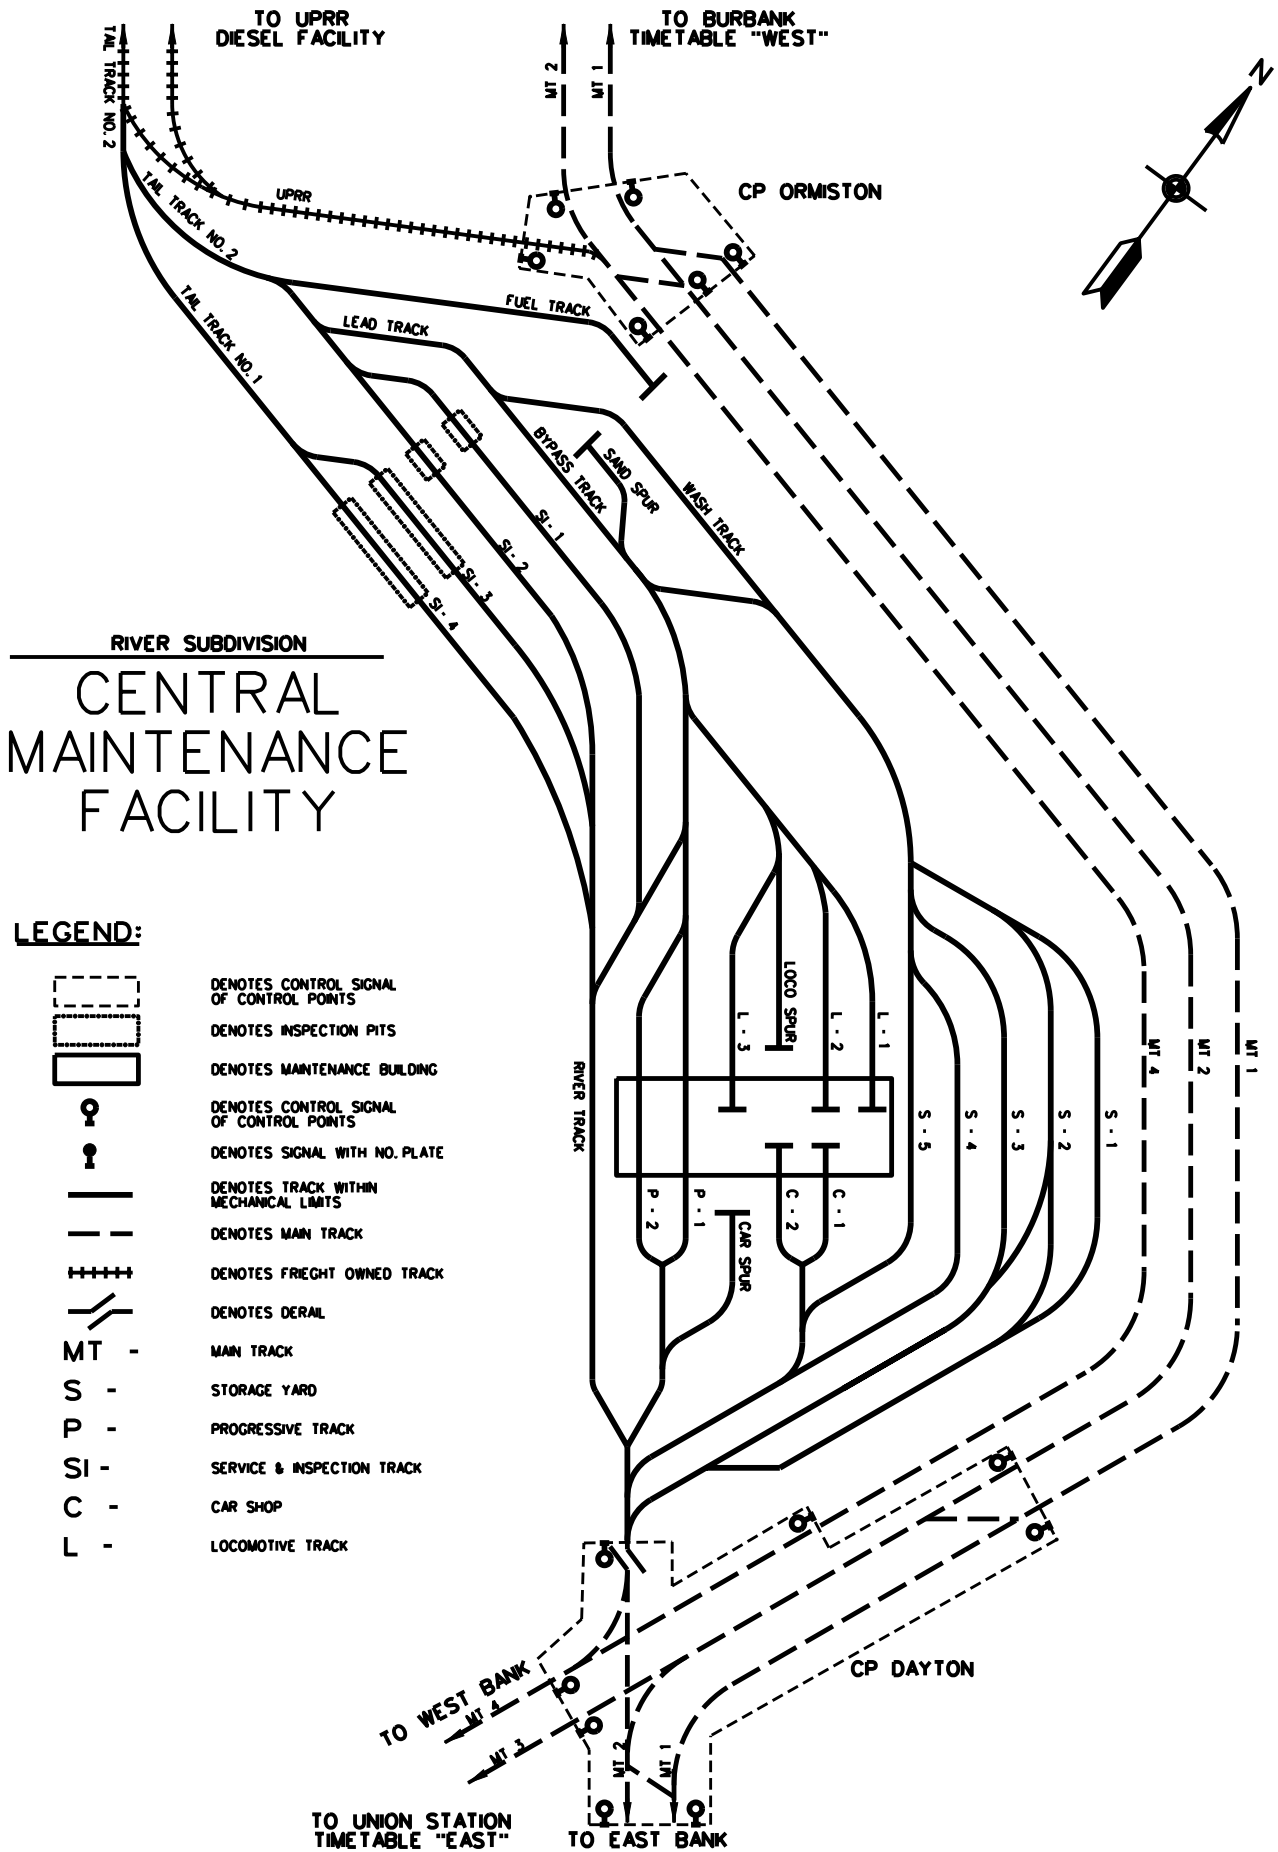 TO UPRR
DIESEL FACILITY
TO BURBANK
TIMETABLE "WEST"
TAIL TRACK NO. 2
MT 2
MT 1
N
CP ORMISTON
UPRR
TAIL TRACK NO. 2
TAIL TRACK NO. 1
FUEL TRACK
LEAD TRACK
BYPASS TRACK
SAND SPUR
WASH TRACK
SI - 1
SI - 2
SI - 3
SI - 4
RIVER SUBDIVISION
CENTRAL
MAINTENANCE
FACILITY
LEGEND:
DENOTES CONTROL SIGNAL
OF CONTROL POINTS
DENOTES INSPECTION PITS
DENOTES MAINTENANCE BUILDING
DENOTES CONTROL SIGNAL
OF CONTROL POINTS
DENOTES SIGNAL WITH NO. PLATE
DENOTES TRACK WITHIN
MECHANICAL LIMITS
DENOTES MAIN TRACK
DENOTES FRIEGHT OWNED TRACK
DENOTES DERAIL
MT - MAIN TRACK
S - STORAGE YARD
P - PROGRESSIVE TRACK
SI - SERVICE & INSPECTION TRACK
C - CAR SHOP
L - LOCOMOTIVE TRACK
RIVER TRACK
L - 3
LOCO SPUR
L - 2
L - 1
S - 5
S - 4
S - 3
S - 2
S - 1
MT 4
MT 2
MT 1
P - 2
P - 1
CAR SPUR
C - 2
C - 1
CP DAYTON
TO WEST BANK
MT 4
MT 3
MT 2
MT 1
TO UNION STATION
TIMETABLE "EAST"
TO EAST BANK